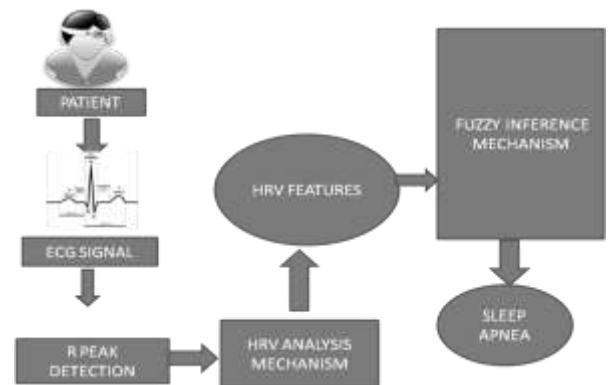 PATIENT
ECG SIGNAL
R PEAK
DETECTION
HRV ANALYSIS
MECHANISM
HRV FEATURES
FUZZY INFERENCE
MECHANISM
SLEEP
APNEA